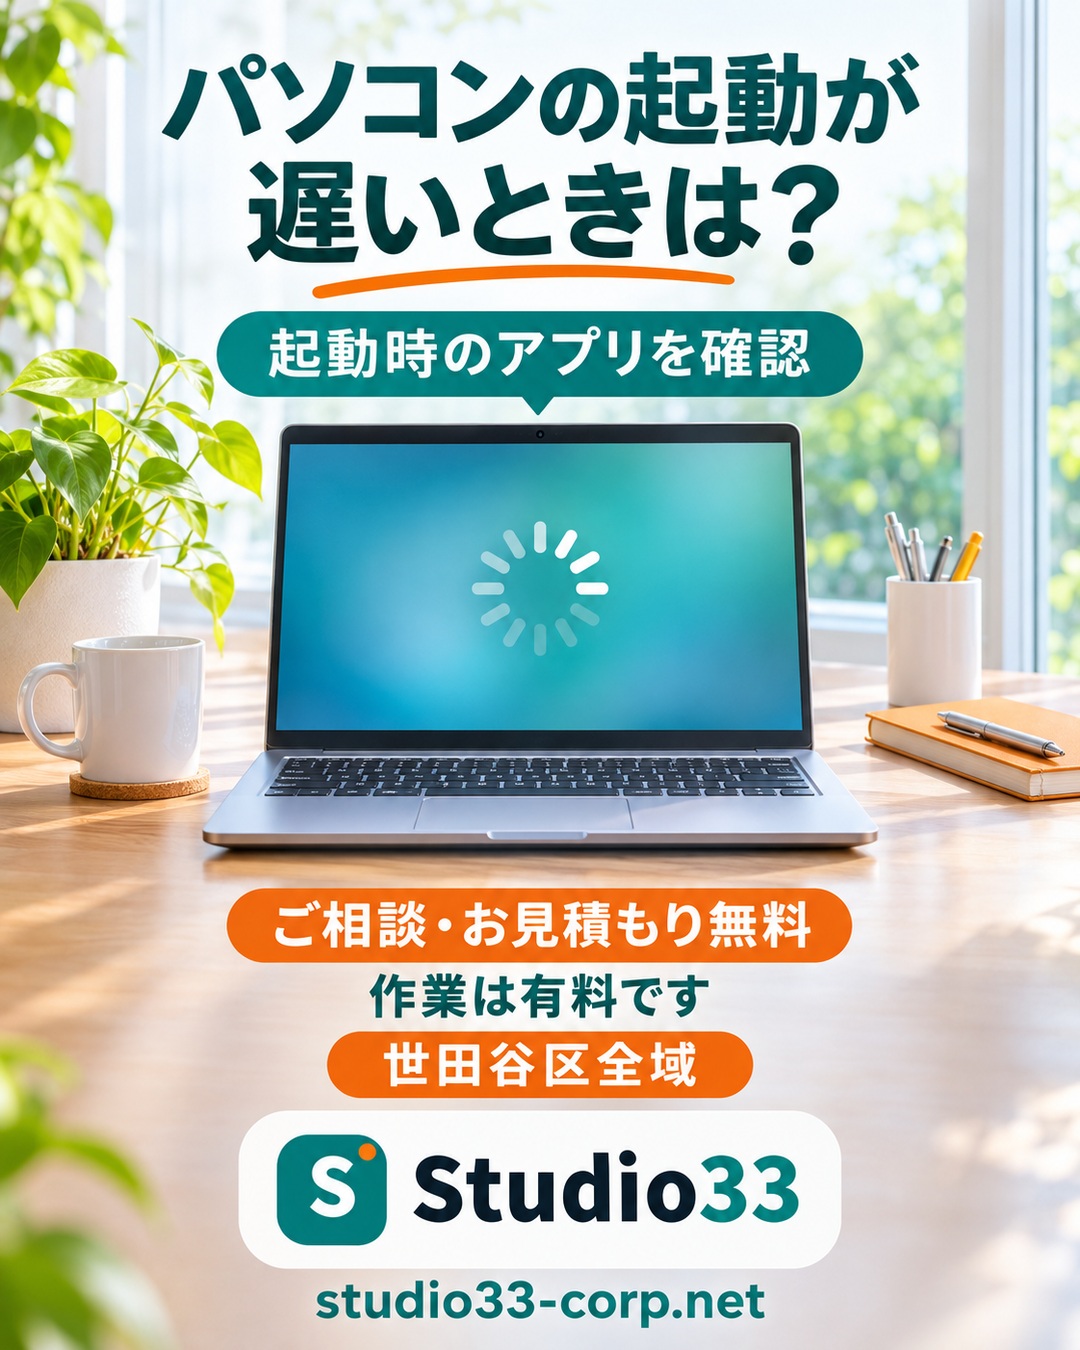 パソコンの起動が
遅いときは？
起動時のアプリを確認
ご相談・お見積もり無料
作業は有料です
世田谷区全域
S Studio33
studio33-corp.net